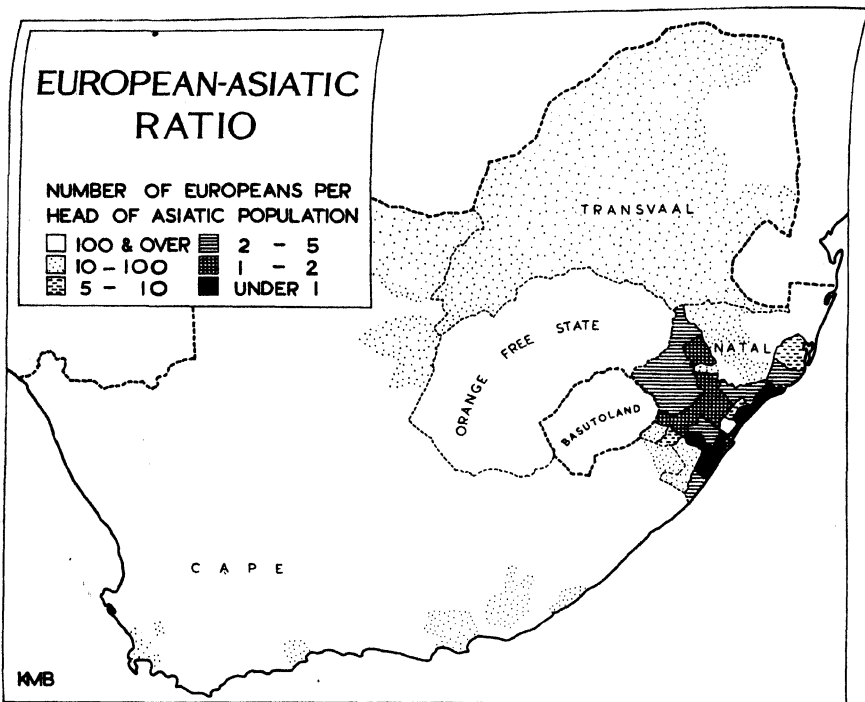 EUROPEAN-ASIATIC
RATIO
NUMBER OF EUROPEANS PER
HEAD OF ASIATIC POPULATION
100 & OVER
2 - 5
10 - 100
1 - 2
5 - 10
UNDER 1
TRANSVAAL
ORANGE FREE STATE
NATAL
BASUTOLAND
CAPE
KMB